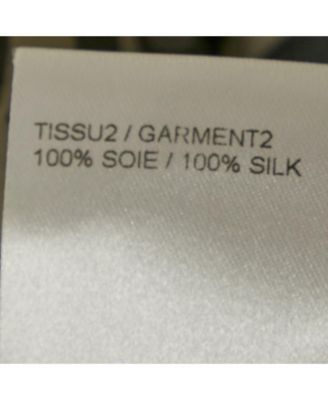 TISSU2 / GARMENT2
100% SOIE / 100% SILK